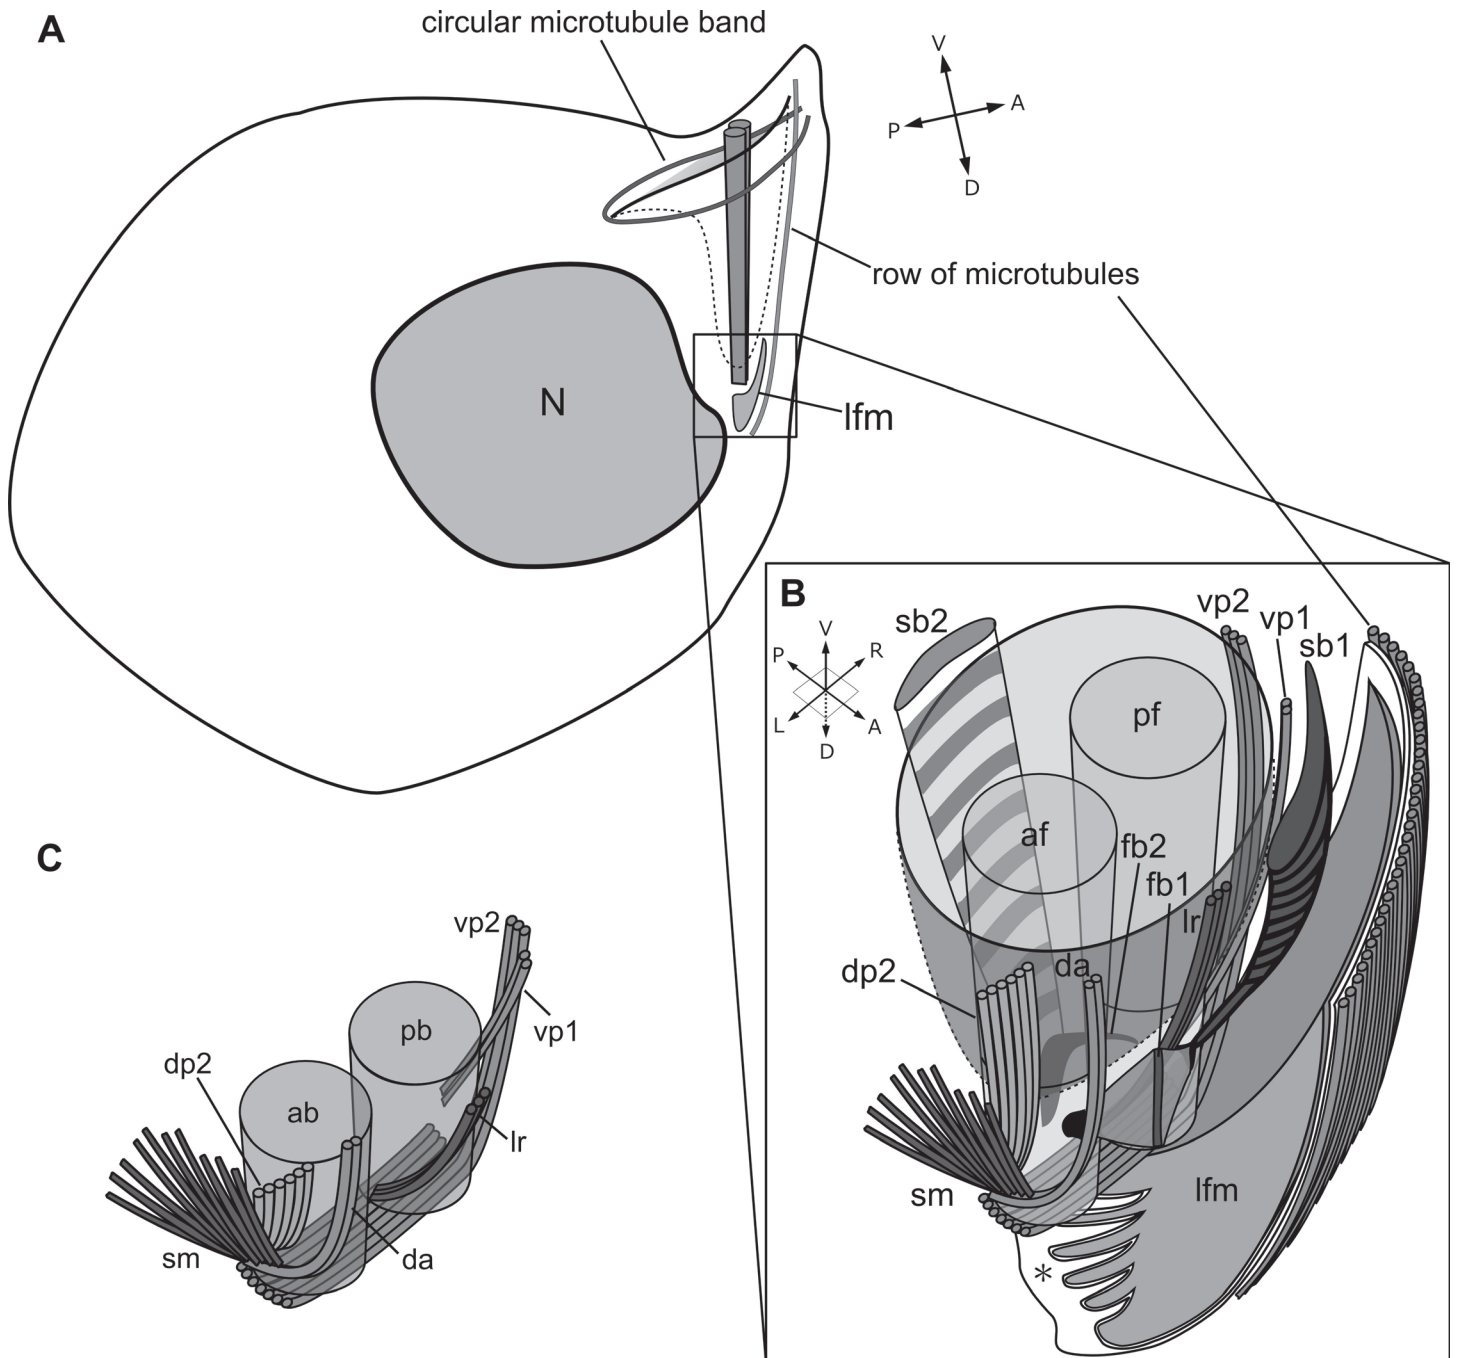 A
circular microtubule band
V
A
P
D
row of microtubules
N
lfm
B
sb2
vp2
vp1
sb1
V
P
R
L
A
D
pf
af
fb2
fb1
lr
dp2
da
sm
lfm
*
C
vp2
pb
vp1
dp2
ab
lr
sm
da